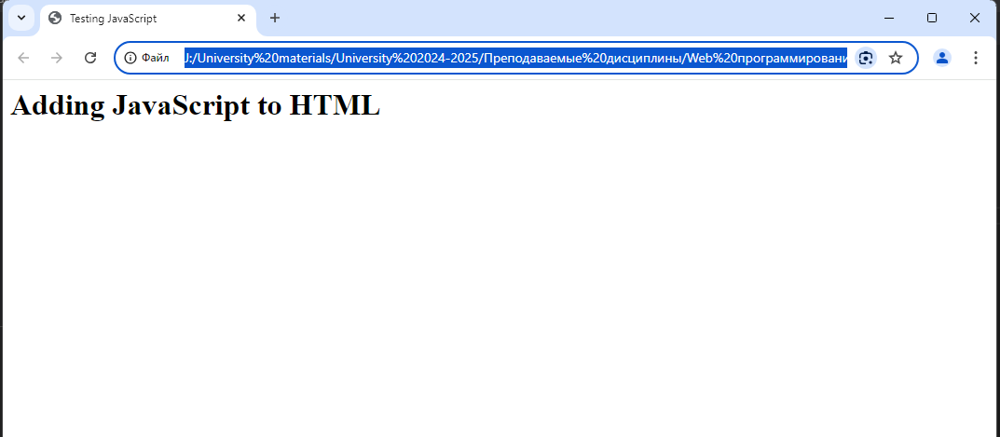 Testing JavaScript
Файл J:/University%20materials/University%202024-2025/Преподаваемые%20дисциплины/Web%20программировани
Adding JavaScript to HTML